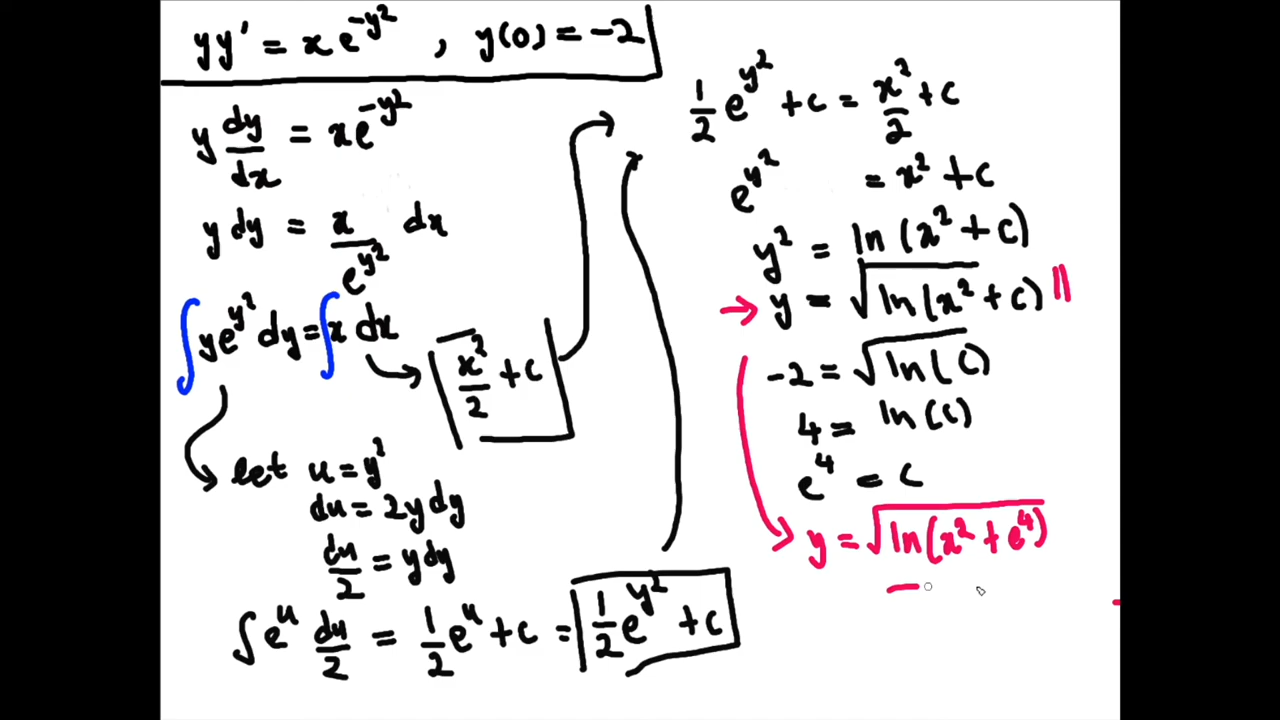 yy' = xe^{-y^2} , y(0) = -2
y dy/dx = xe^{-y^2}
y dy = x/e^{y^2} dx
∫ye^{y^2} dy = ∫x dx
x^2/2 + c
let u = y^2
du = 2y dy
du/2 = y dy
∫e^u du/2 = 1/2 e^u + c = 1/2 e^{y^2} + c
1/2 e^{y^2} + c = x^2/2 + c
e^{y^2} = x^2 + c
y^2 = ln(x^2 + c)
→ y = √ln(x^2 + c) ||
-2 = √ln(c)
4 = ln(c)
e^4 = c
y = √ln(x^2 + e^4)